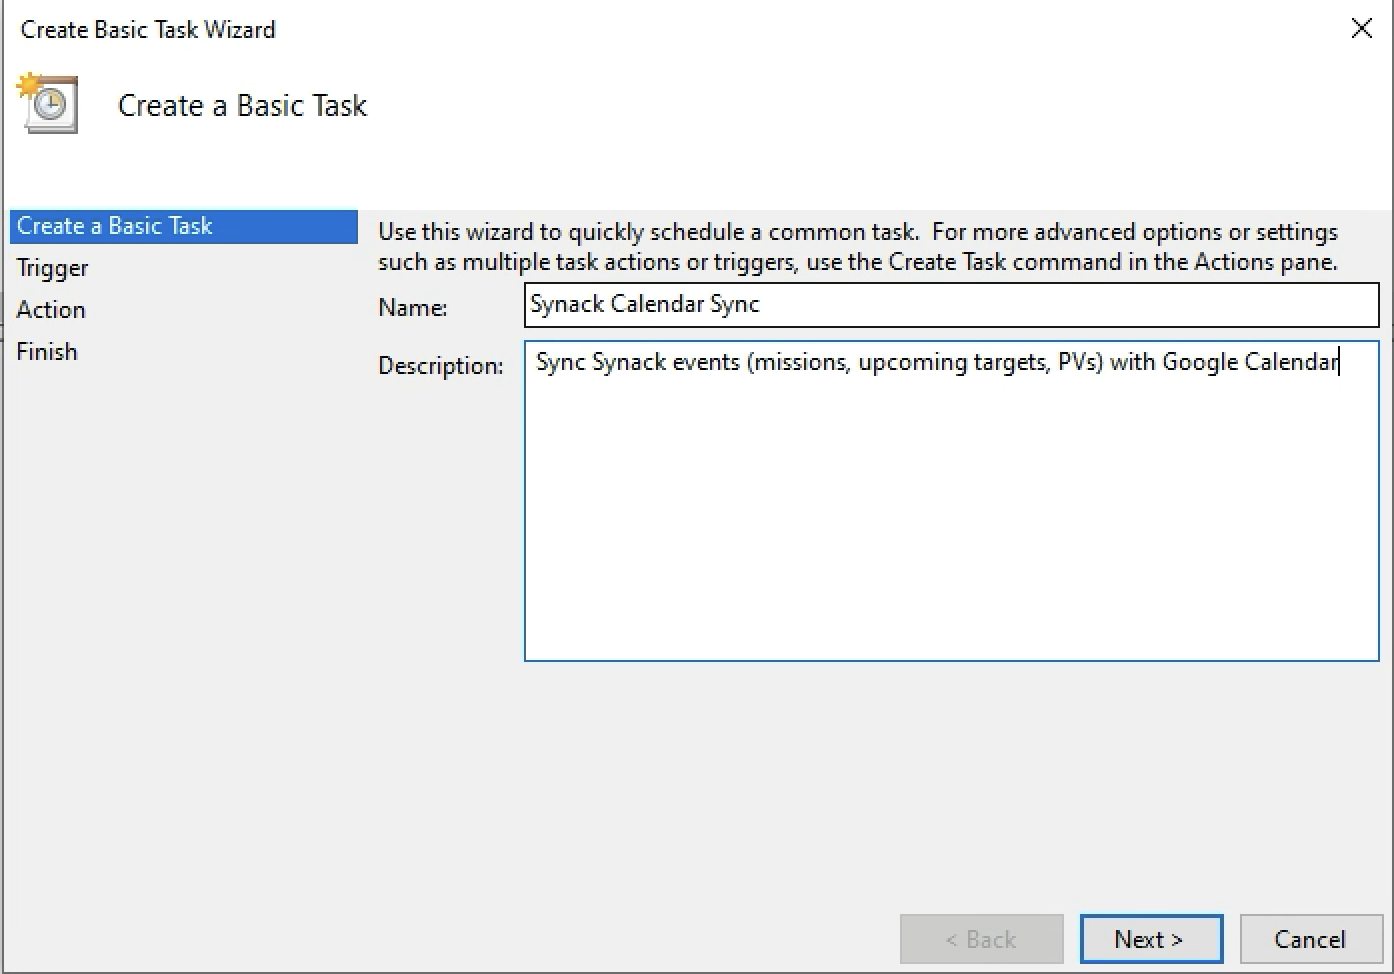 Create Basic Task Wizard
Create a Basic Task
Create a Basic Task
Trigger
Action
Finish
Use this wizard to quickly schedule a common task.  For more advanced options or settings
such as multiple task actions or triggers, use the Create Task command in the Actions pane.
Name:
Synack Calendar Sync
Description:
Sync Synack events (missions, upcoming targets, PVs) with Google Calendar
< Back
Next >
Cancel